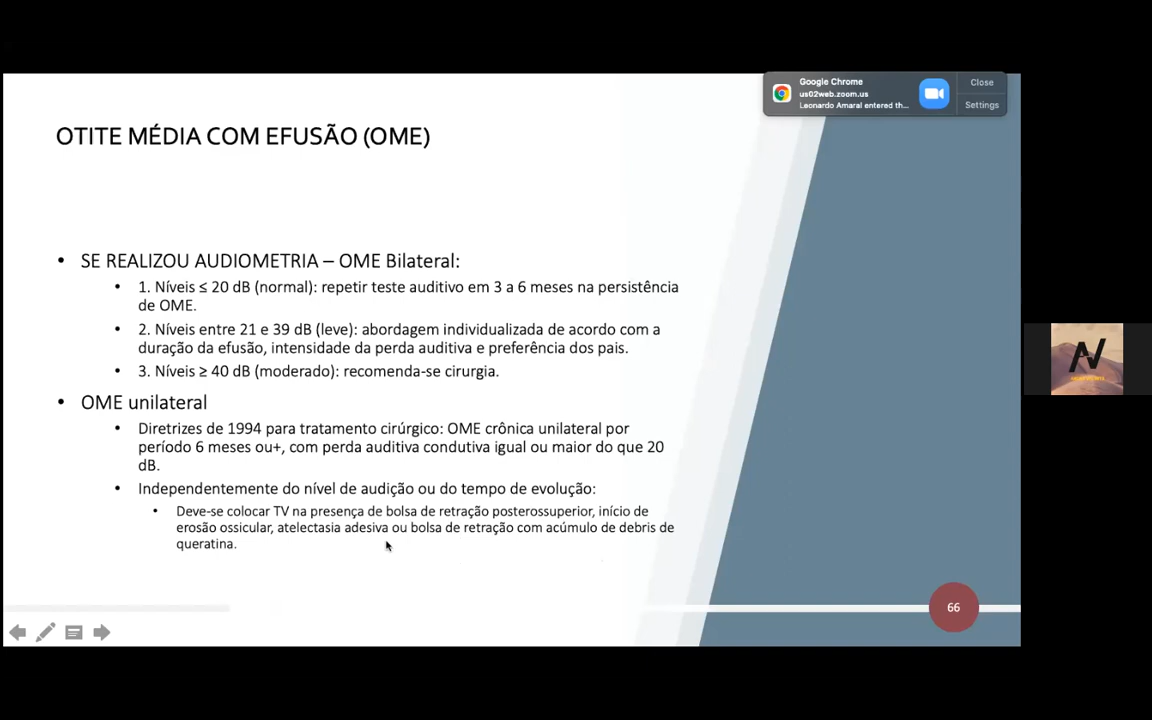 Google Chrome
us02web.zoom.us
Leonardo Amaral entered th...
Close
Settings
OTITE MÉDIA COM EFUSÃO (OME)
• SE REALIZOU AUDIOMETRIA – OME Bilateral:
• 1. Níveis ≤ 20 dB (normal): repetir teste auditivo em 3 a 6 meses na persistência
de OME.
• 2. Níveis entre 21 e 39 dB (leve): abordagem individualizada de acordo com a
duração da efusão, intensidade da perda auditiva e preferência dos pais.
• 3. Níveis ≥ 40 dB (moderado): recomenda-se cirurgia.
• OME unilateral
• Diretrizes de 1994 para tratamento cirúrgico: OME crônica unilateral por
período 6 meses ou+, com perda auditiva condutiva igual ou maior do que 20
dB.
• Independentemente do nível de audição ou do tempo de evolução:
• Deve-se colocar TV na presença de bolsa de retração posterossuperior, início de
erosão ossicular, atelectasia adesiva ou bolsa de retração com acúmulo de debris de
queratina.
66